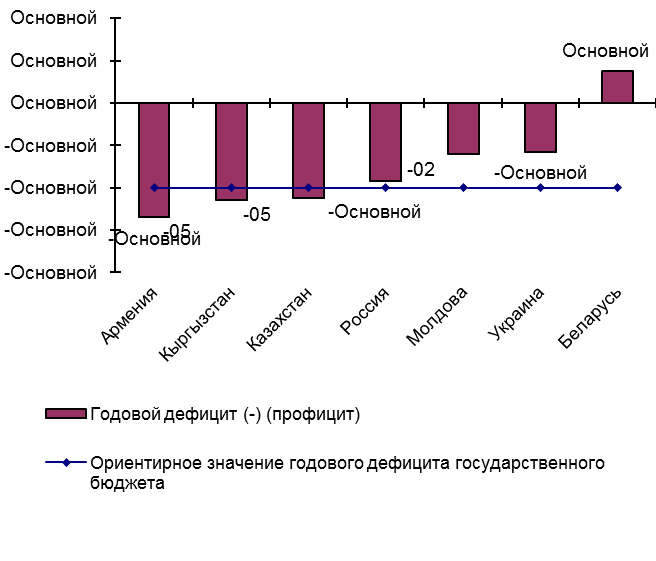 Основной
Основной
Основной
Основной
-Основной
-Основной
-Основной
-Основной
-02
-Основной
-05
-Основной
-05
-Основной
Армения
Кыргызстан
Казахстан
Россия
Молдова
Украина
Беларусь
Годовой дефицит (-) (профицит)
Ориентирное значение годового дефицита государственного
бюджета